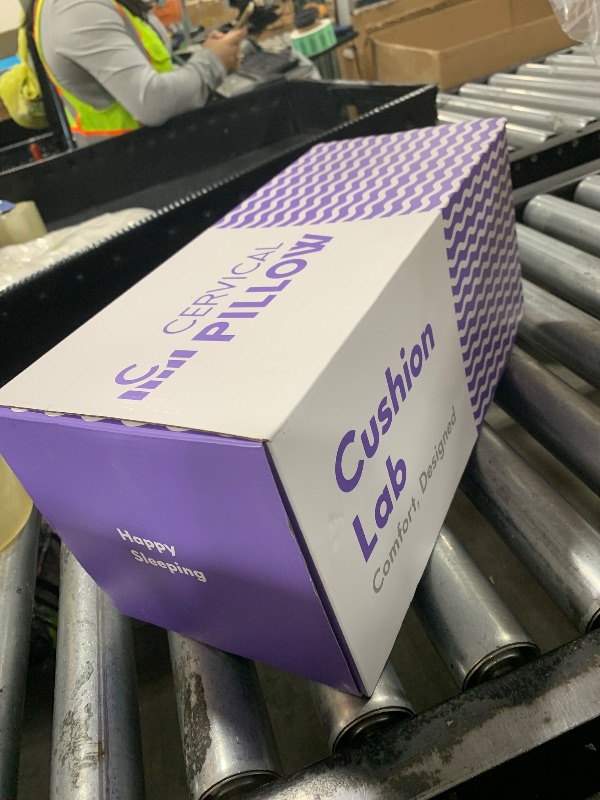 CERVICAL
PILLOW
Cushion
Lab
Comfort, Designed
Happy
Sleeping